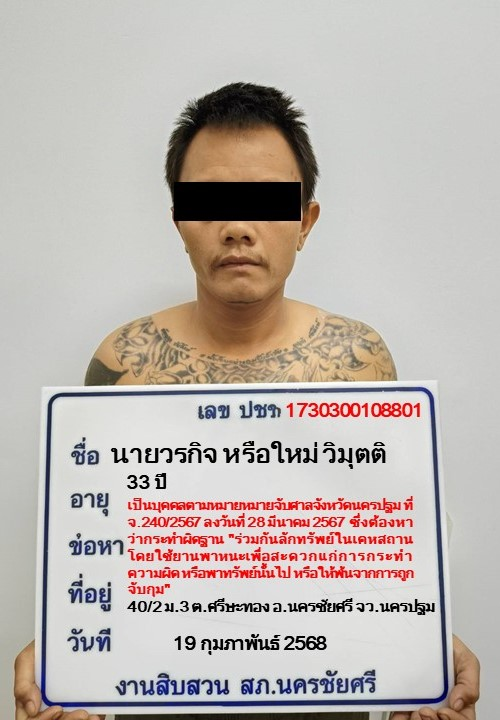 เลข ปชช 1730300108801
ชื่อ นายวรกิจ หรือใหม่ วิมุตติ
อายุ 33 ปี
เป็นบุคคลตามหมายหมายจับศาลจังหวัดนครปฐม ที่
จ.240/2567 ลงวันที่ 28 มีนาคม 2567 ซึ่งต้องหา
ข้อหา ว่ากระทำผิดฐาน "ร่วมกันลักทรัพย์ในเคหสถาน
โดยใช้ยานพาหนะเพื่อสะดวกแก่การกระทำ
ความผิด หรือพาทรัพย์นั้นไป หรือให้พ้นจากการถูก
จับกุม"
ที่อยู่ 40/2 ม.3 ต.ศรีษะทอง อ.นครชัยศรี จว.นครปฐม
วันที่ 19 กุมภาพันธ์ 2568
งานสืบสวน สภ.นครชัยศรี